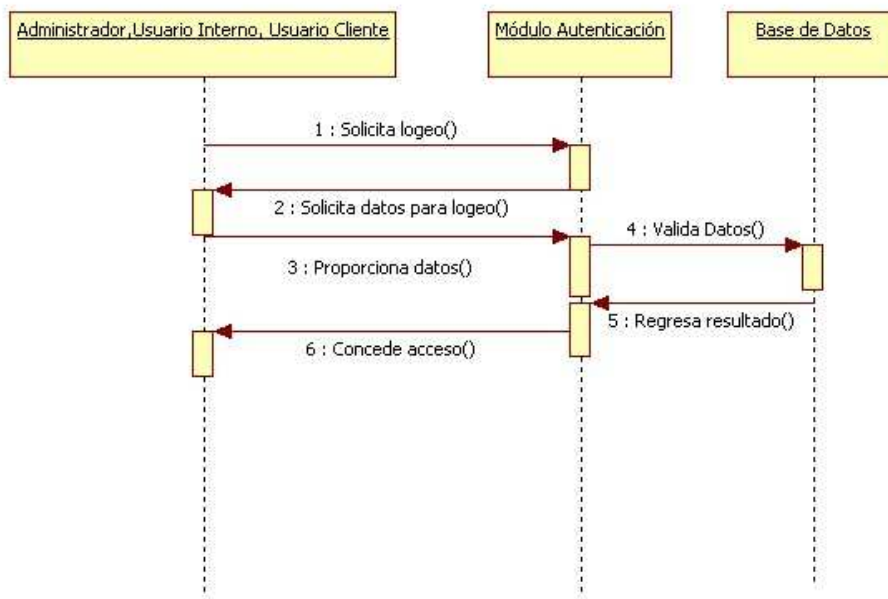 Administrador,Usuario Interno, Usuario Cliente
Módulo Autenticación
Base de Datos
1 : Solicita logeo()
2 : Solicita datos para logeo()
4 : Valida Datos()
3 : Proporciona datos()
5 : Regresa resultado()
6 : Concede acceso()